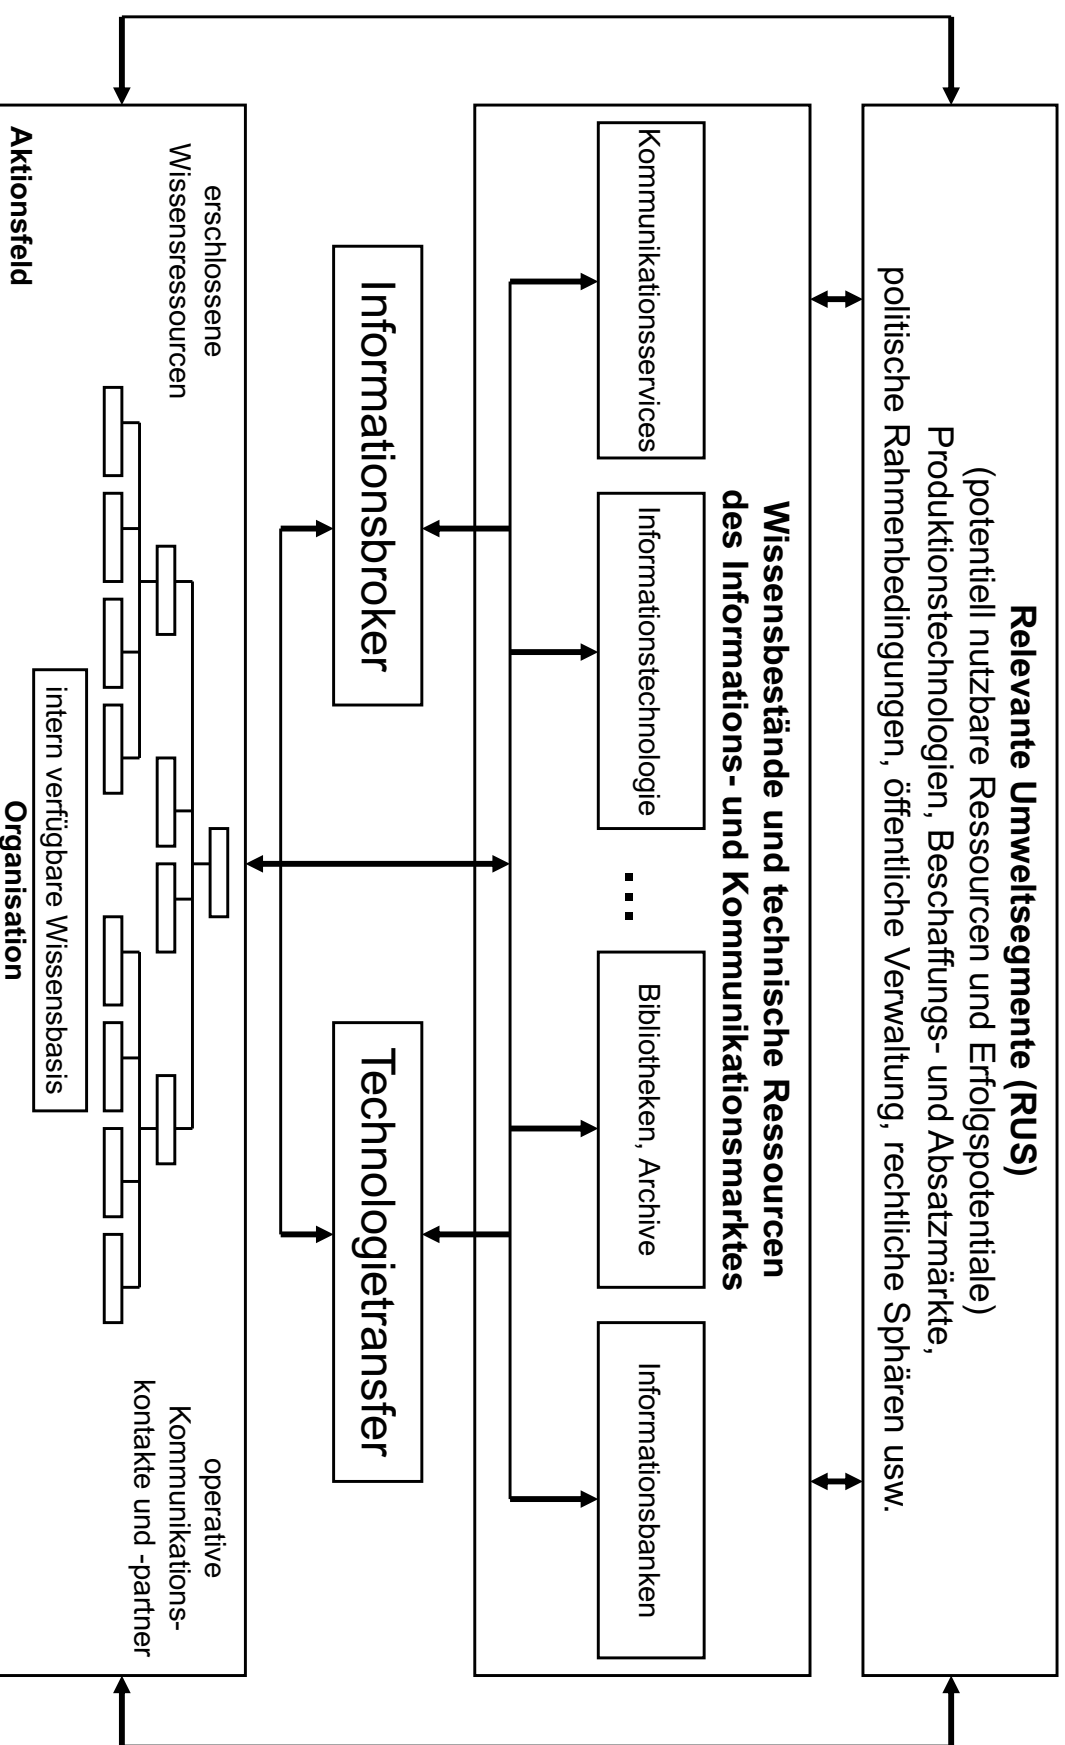 Relevante Umweltsegmente (RUS)
(potentiell nutzbare Ressourcen und Erfolgspotentiale)
Produktionstechnologien, Beschaffungs- und Absatzmärkte,
politische Rahmenbedingungen, öffentliche Verwaltung, rechtliche Sphären usw.
Wissensbestände und technische Ressourcen
des Informations- und Kommunikationsmarktes
Kommunikationsservices
Informationstechnologie
...
Bibliotheken, Archive
Informationsbanken
Informationsbroker
Technologietransfer
erschlossene
Wissensressourcen
operative
Kommunikations-
kontakte und -partner
intern verfügbare Wissensbasis
Aktionsfeld
Organisation